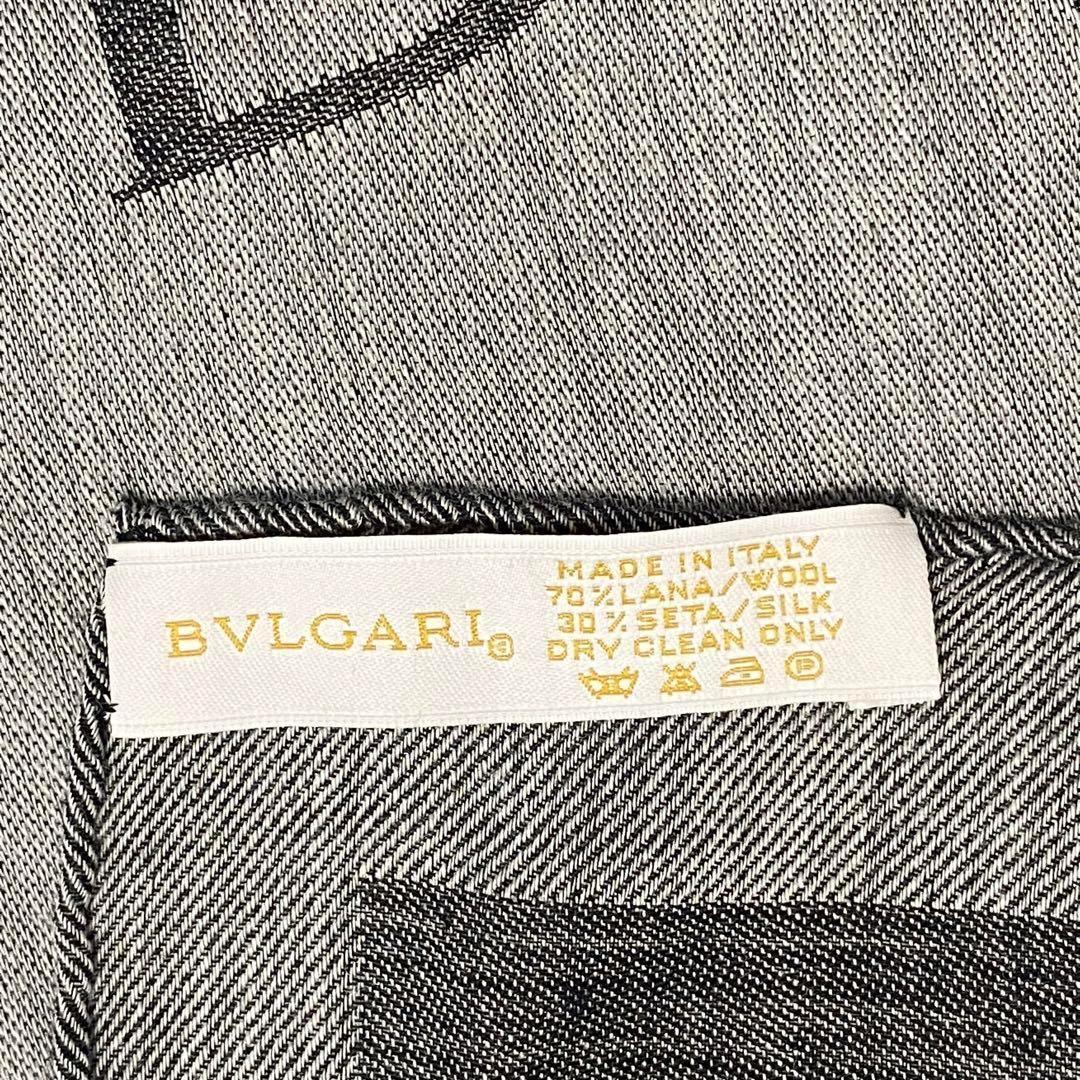 BVLGARI®
MADE IN ITALY
70%LANA/WOOL
30%SETA/SILK
DRY CLEAN ONLY
P